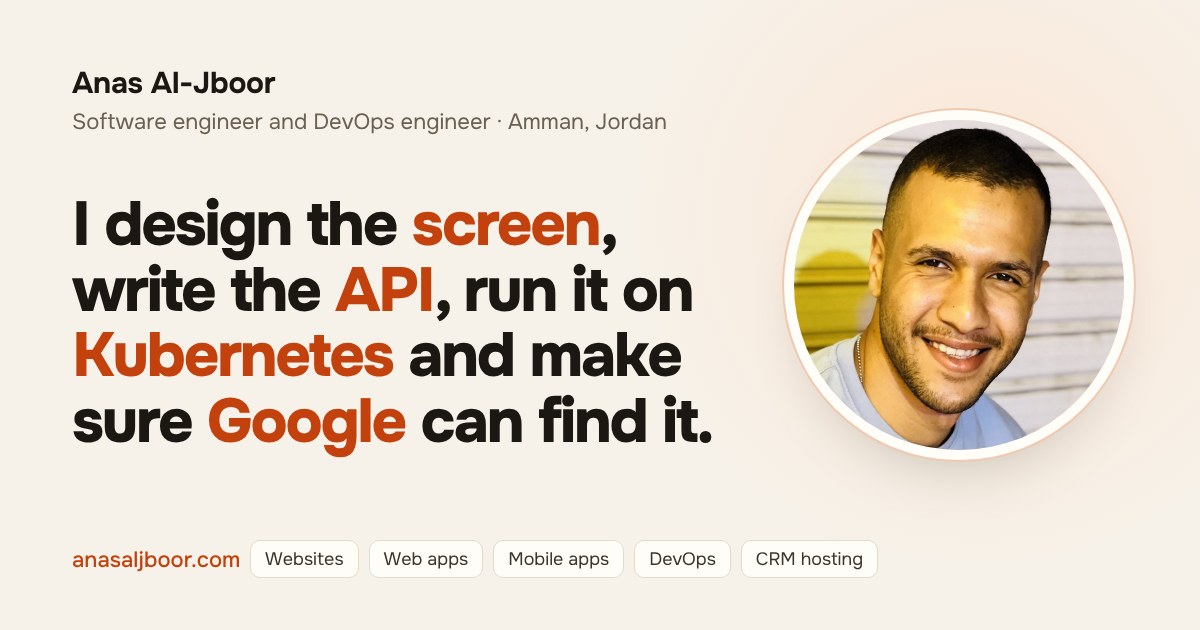 Anas Al-Jboor
Software engineer and DevOps engineer · Amman, Jordan
I design the screen,
write the API, run it on
Kubernetes and make
sure Google can find it.
anasaljboor.com
Websites
Web apps
Mobile apps
DevOps
CRM hosting